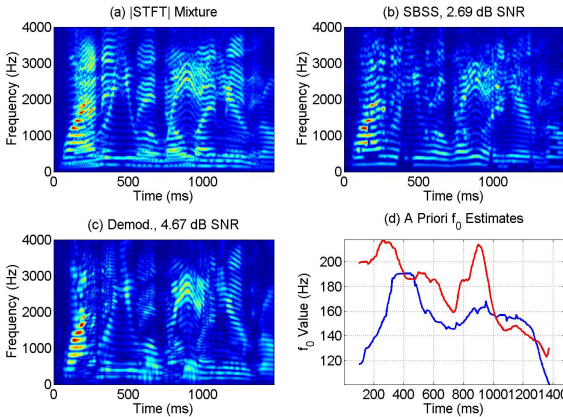 (a) |STFT| Mixture
4000
3000
2000
1000
0
Frequency (Hz)
0 500 1000
Time (ms)
(b) SBSS, 2.69 dB SNR
4000
3000
2000
1000
0
Frequency (Hz)
0 500 1000
Time (ms)
(c) Demod., 4.67 dB SNR
4000
3000
2000
1000
0
Frequency (Hz)
0 500 1000
Time (ms)
(d) A Priori f0 Estimates
200
180
160
140
120
f0 Value (Hz)
0 200 400 600 800 1000 1200 1400
Time (ms)